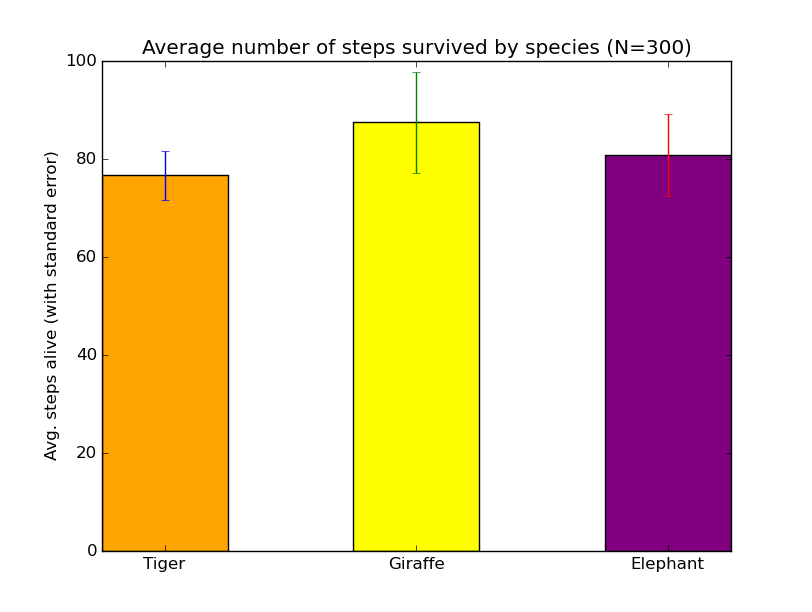 Average number of steps survived by species (N=300)
Avg. steps alive (with standard error)
100
80
60
40
20
0
Tiger
Giraffe
Elephant